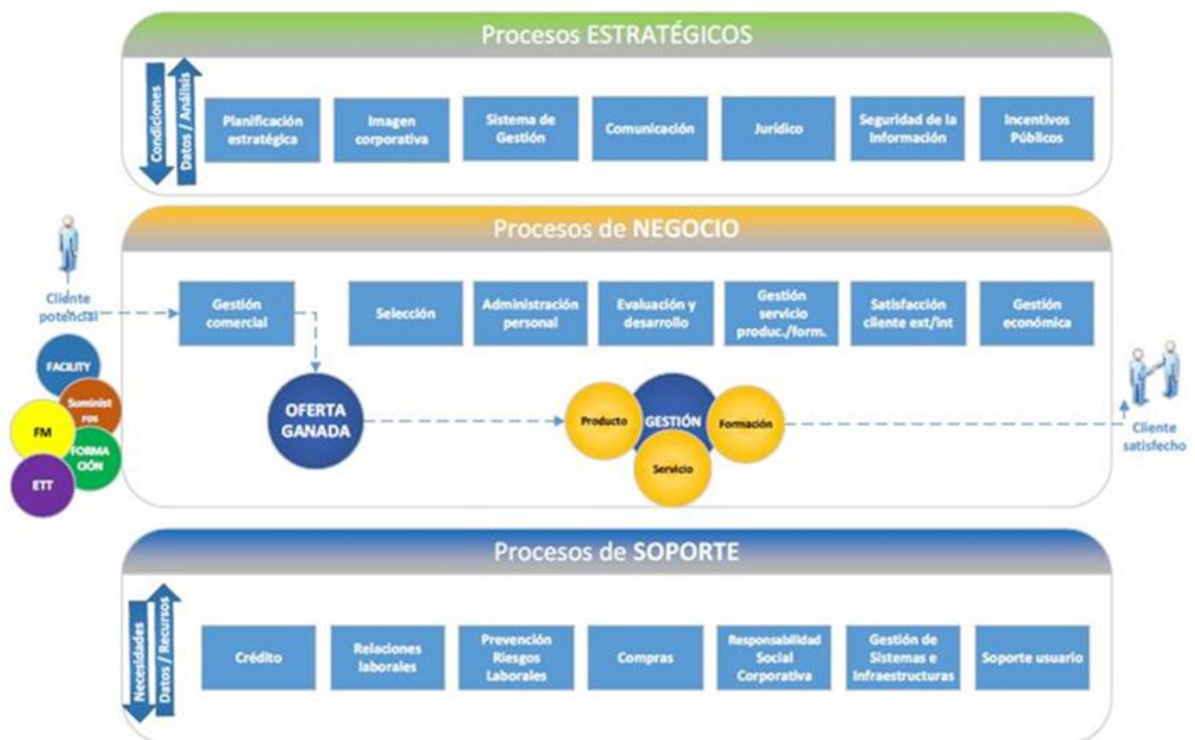 Procesos ESTRATÉGICOS
Condiciones
Datos / Análisis
Planificación
estratégica
Imagen
corporativa
Sistema de
Gestión
Comunicación
Jurídico
Seguridad de la
Información
Incentivos
Públicos
Procesos de NEGOCIO
Cliente
potencial
Gestión
comercial
Selección
Administración
personal
Evaluación y
desarrollo
Gestión
servicio
produc./form.
Satisfacción
cliente ext/int
Gestión
económica
FACILITY
Suminist
ros
FM
FORMA
CIÓN
ETT
OFERTA
GANADA
Producto
GESTIÓN
Formación
Servicio
Cliente
satisfecho
Procesos de SOPORTE
Necesidades
Datos / Recursos
Crédito
Relaciones
laborales
Prevención
Riesgos
Laborales
Compras
Responsabilidad
Social
Corporativa
Gestión de
Sistemas e
Infraestructuras
Soporte usuario